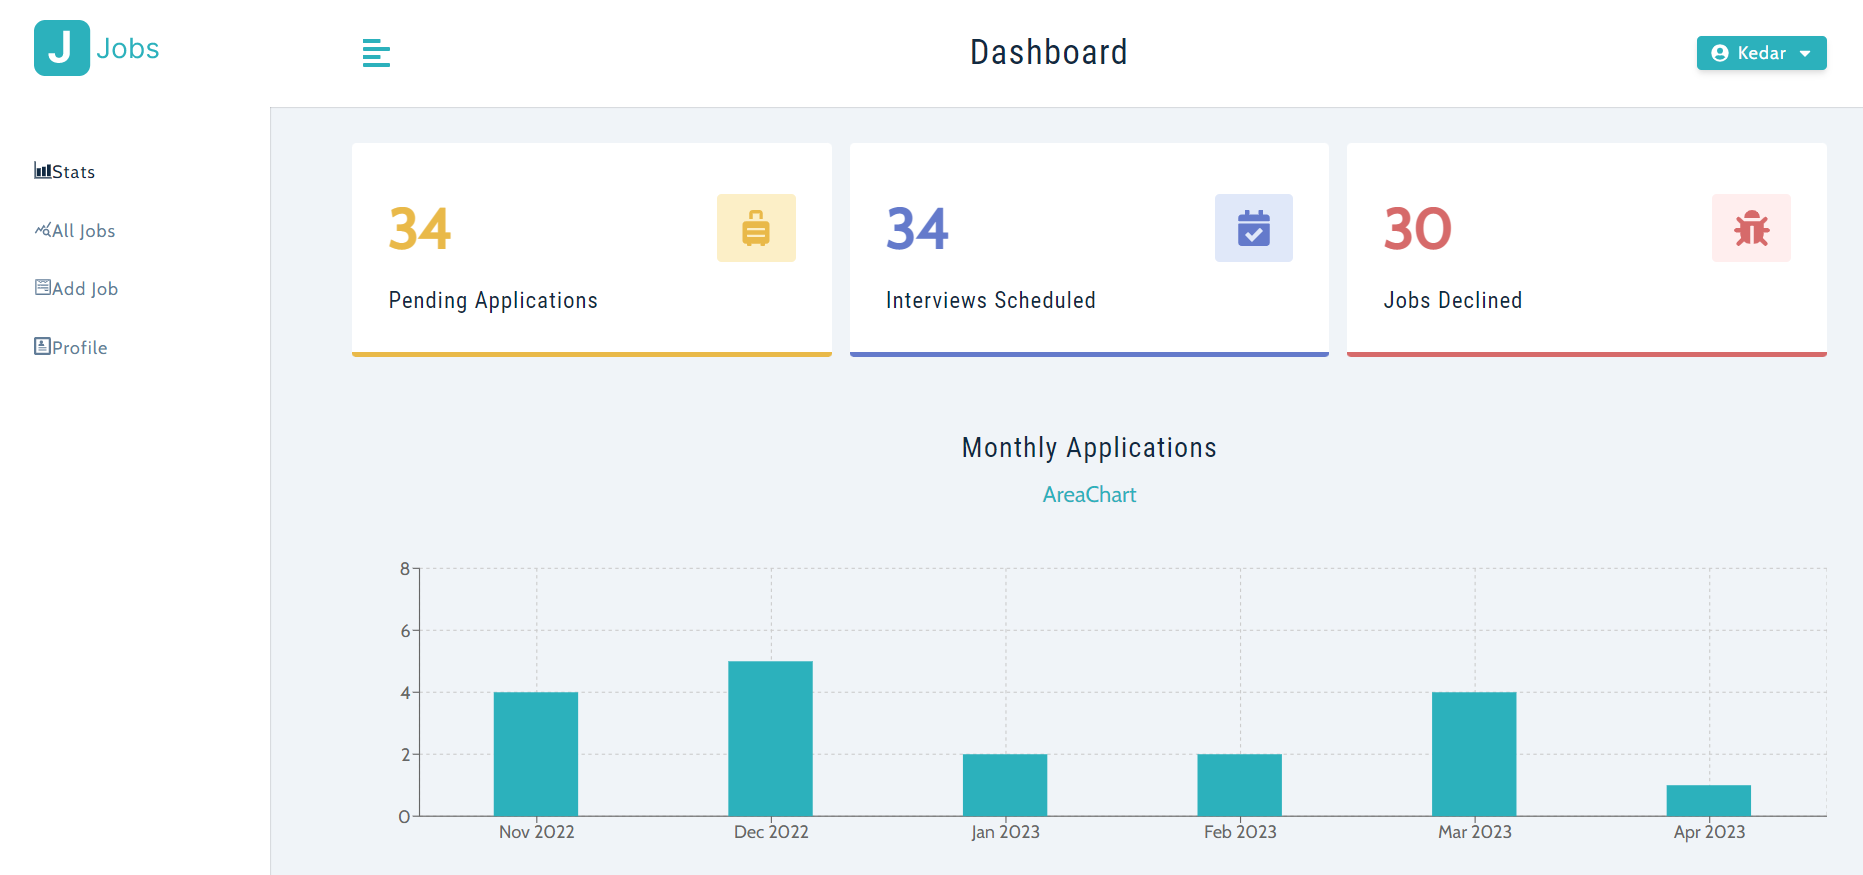 J Jobs
Dashboard
Kedar
Stats
All Jobs
Add Job
Profile
34
Pending Applications
34
Interviews Scheduled
30
Jobs Declined
Monthly Applications
AreaChart
8
6
4
2
0
Nov 2022 Dec 2022 Jan 2023 Feb 2023 Mar 2023 Apr 2023